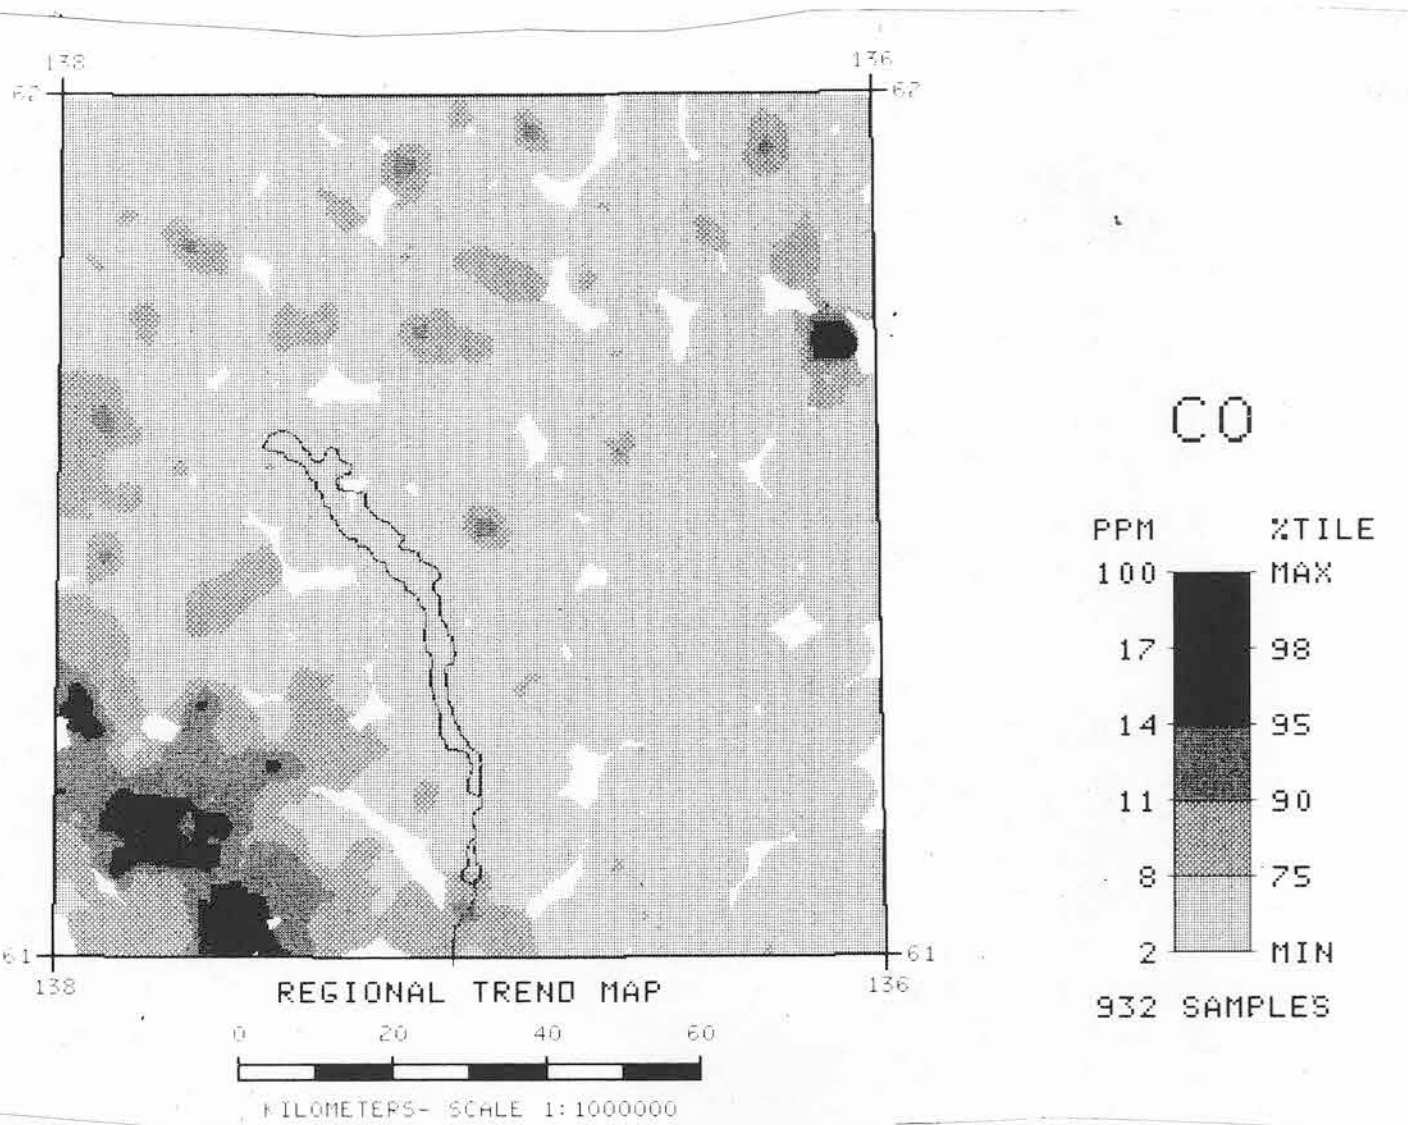 138 136
62 62
CO
PPM %TILE
100 MAX
17 98
14 95
11 90
8 75
2 MIN
61 61
138 136
REGIONAL TREND MAP
932 SAMPLES
0 20 40 60
KILOMETERS- SCALE 1:1000000